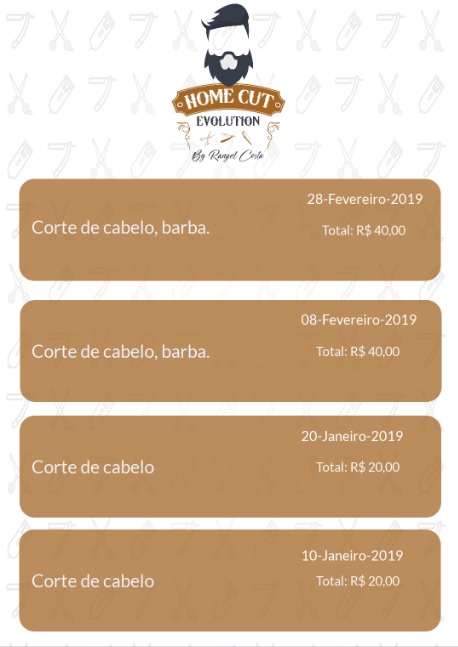 HOME CUT
EVOLUTION
By Rangel Costa
28-Fevereiro-2019
Corte de cabelo, barba.
Total: R$ 40,00
08-Fevereiro-2019
Corte de cabelo, barba.
Total: R$ 40,00
20-Janeiro-2019
Corte de cabelo
Total: R$ 20,00
10-Janeiro-2019
Corte de cabelo
Total: R$ 20,00